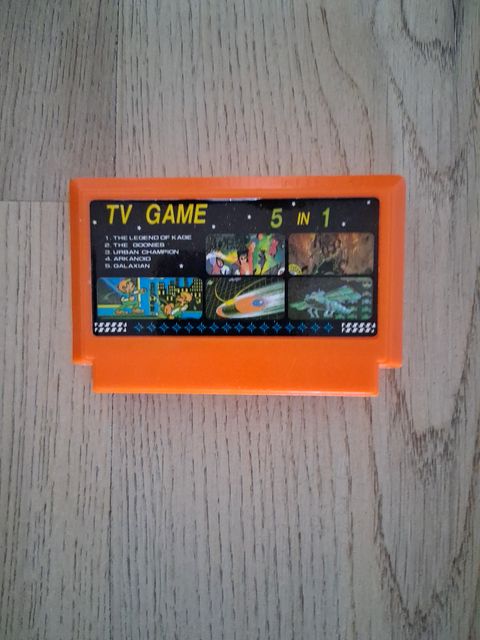 TV GAME
5 IN 1
1. THE LEGEND OF KAGE
2. THE GOONIES
3. URBAN CHAMPION
4. ARKANOID
5. GALAXIAN